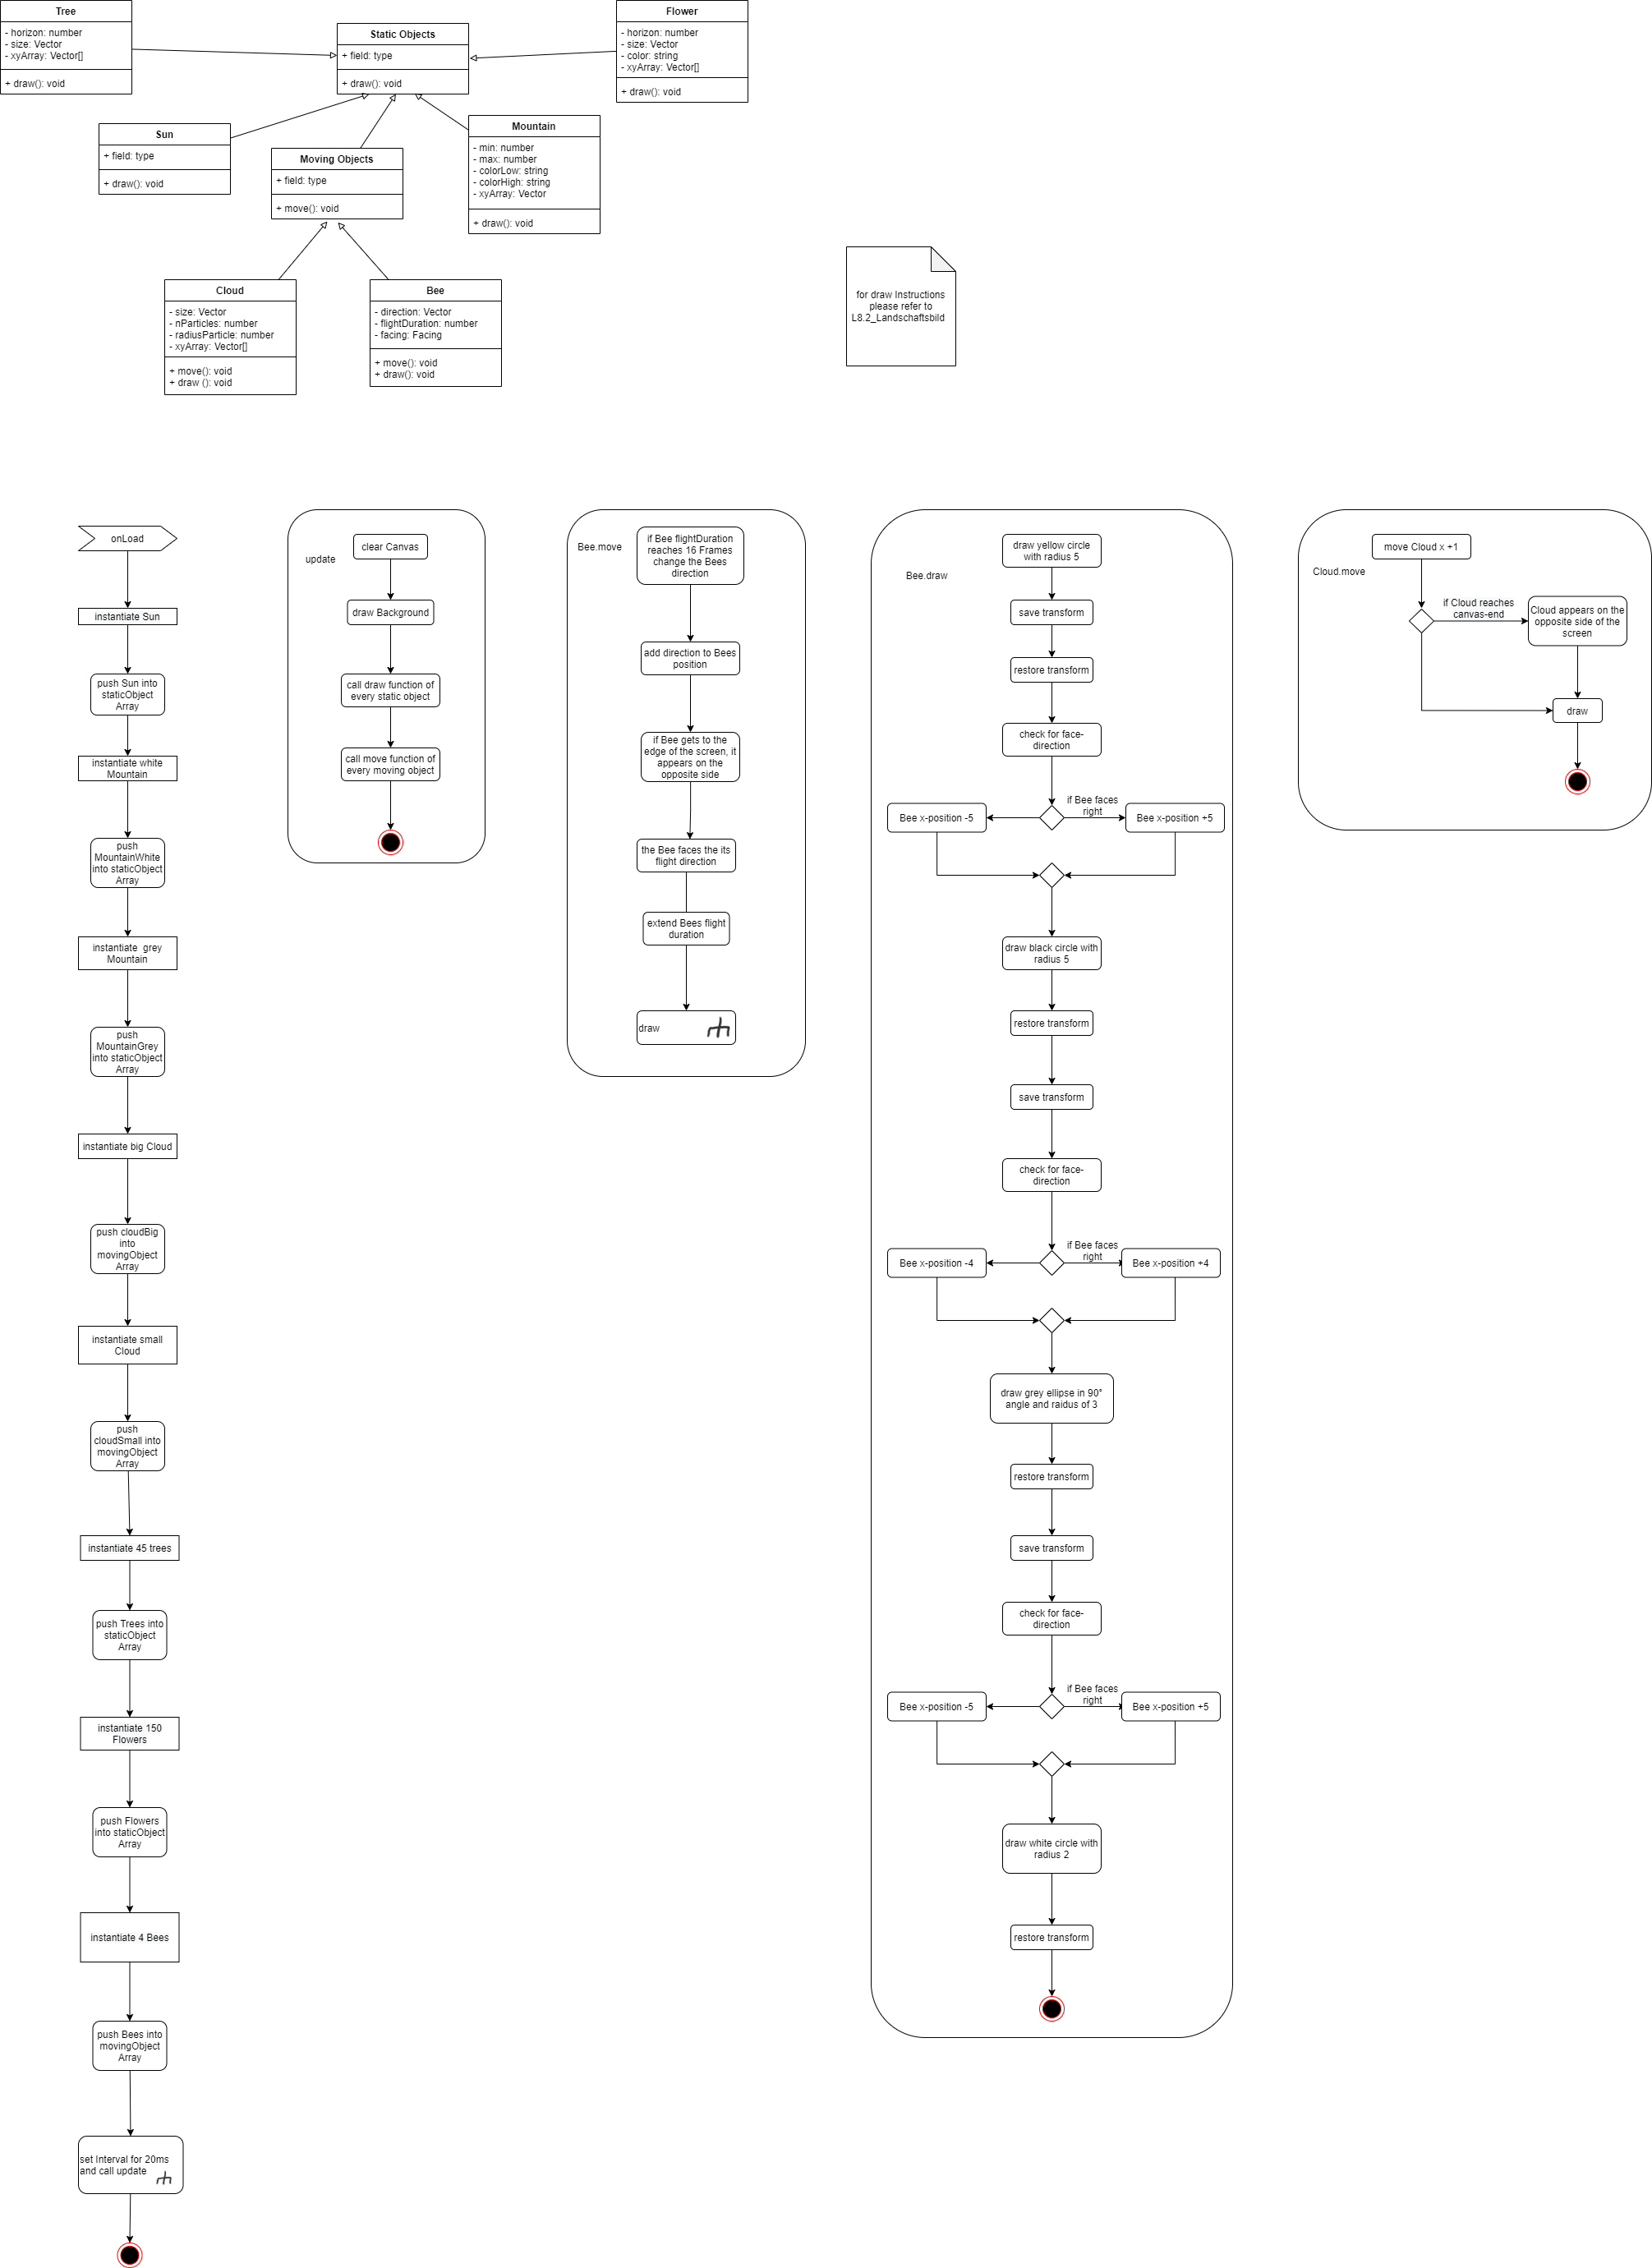 Tree
- horizon: number
- size: Vector
- xyArray: Vector[]
+ draw(): void
Static Objects
+ field: type
+ draw(): void
Flower
- horizon: number
- size: Vector
- color: string
- xyArray: Vector[]
+ draw(): void
Sun
+ field: type
+ draw(): void
Moving Objects
+ field: type
+ move(): void
Mountain
- min: number
- max: number
- colorLow: string
- colorHigh: string
- xyArray: Vector
+ draw(): void
Cloud
- size: Vector
- nParticles: number
- radiusParticle: number
- xyArray: Vector[]
+ move(): void
+ draw (): void
Bee
- direction: Vector
- flightDuration: number
- facing: Facing
+ move(): void
+ draw(): void
for draw Instructions
please refer to
L8.2_Landschaftsbild
onLoad
instantiate Sun
push Sun into
staticObject
Array
instantiate white
Mountain
push
MountainWhite
into staticObject
Array
instantiate  grey
Mountain
push
MountainGrey
into staticObject
Array
instantiate big Cloud
push cloudBig
into
movingObject
Array
instantiate small
Cloud
push
cloudSmall into
movingObject
Array
instantiate 45 trees
push Trees into
staticObject
Array
instantiate 150
Flowers
push Flowers
into staticObject
Array
instantiate 4 Bees
push Bees into
movingObject
Array
set Interval for 20ms
and call update
update
clear Canvas
draw Background
call draw function of
every static object
call move function of
every moving object
Bee.move
if Bee flightDuration
reaches 16 Frames
change the Bees
direction
add direction to Bees
position
if Bee gets to the
edge of the screen, it
appears on the
opposite side
the Bee faces the its
flight direction
extend Bees flight
duration
draw
Bee.draw
draw yellow circle
with radius 5
save transform
restore transform
check for face-
direction
if Bee faces
right
Bee x-position -5
Bee x-position +5
draw black circle with
radius 5
restore transform
save transform
check for face-
direction
if Bee faces
right
Bee x-position -4
Bee x-position +4
draw grey ellipse in 90°
angle and raidus of 3
restore transform
save transform
check for face-
direction
if Bee faces
right
Bee x-position -5
Bee x-position +5
draw white circle with
radius 2
restore transform
Cloud.move
move Cloud x +1
if Cloud reaches
canvas-end
Cloud appears on the
opposite side of the
screen
draw